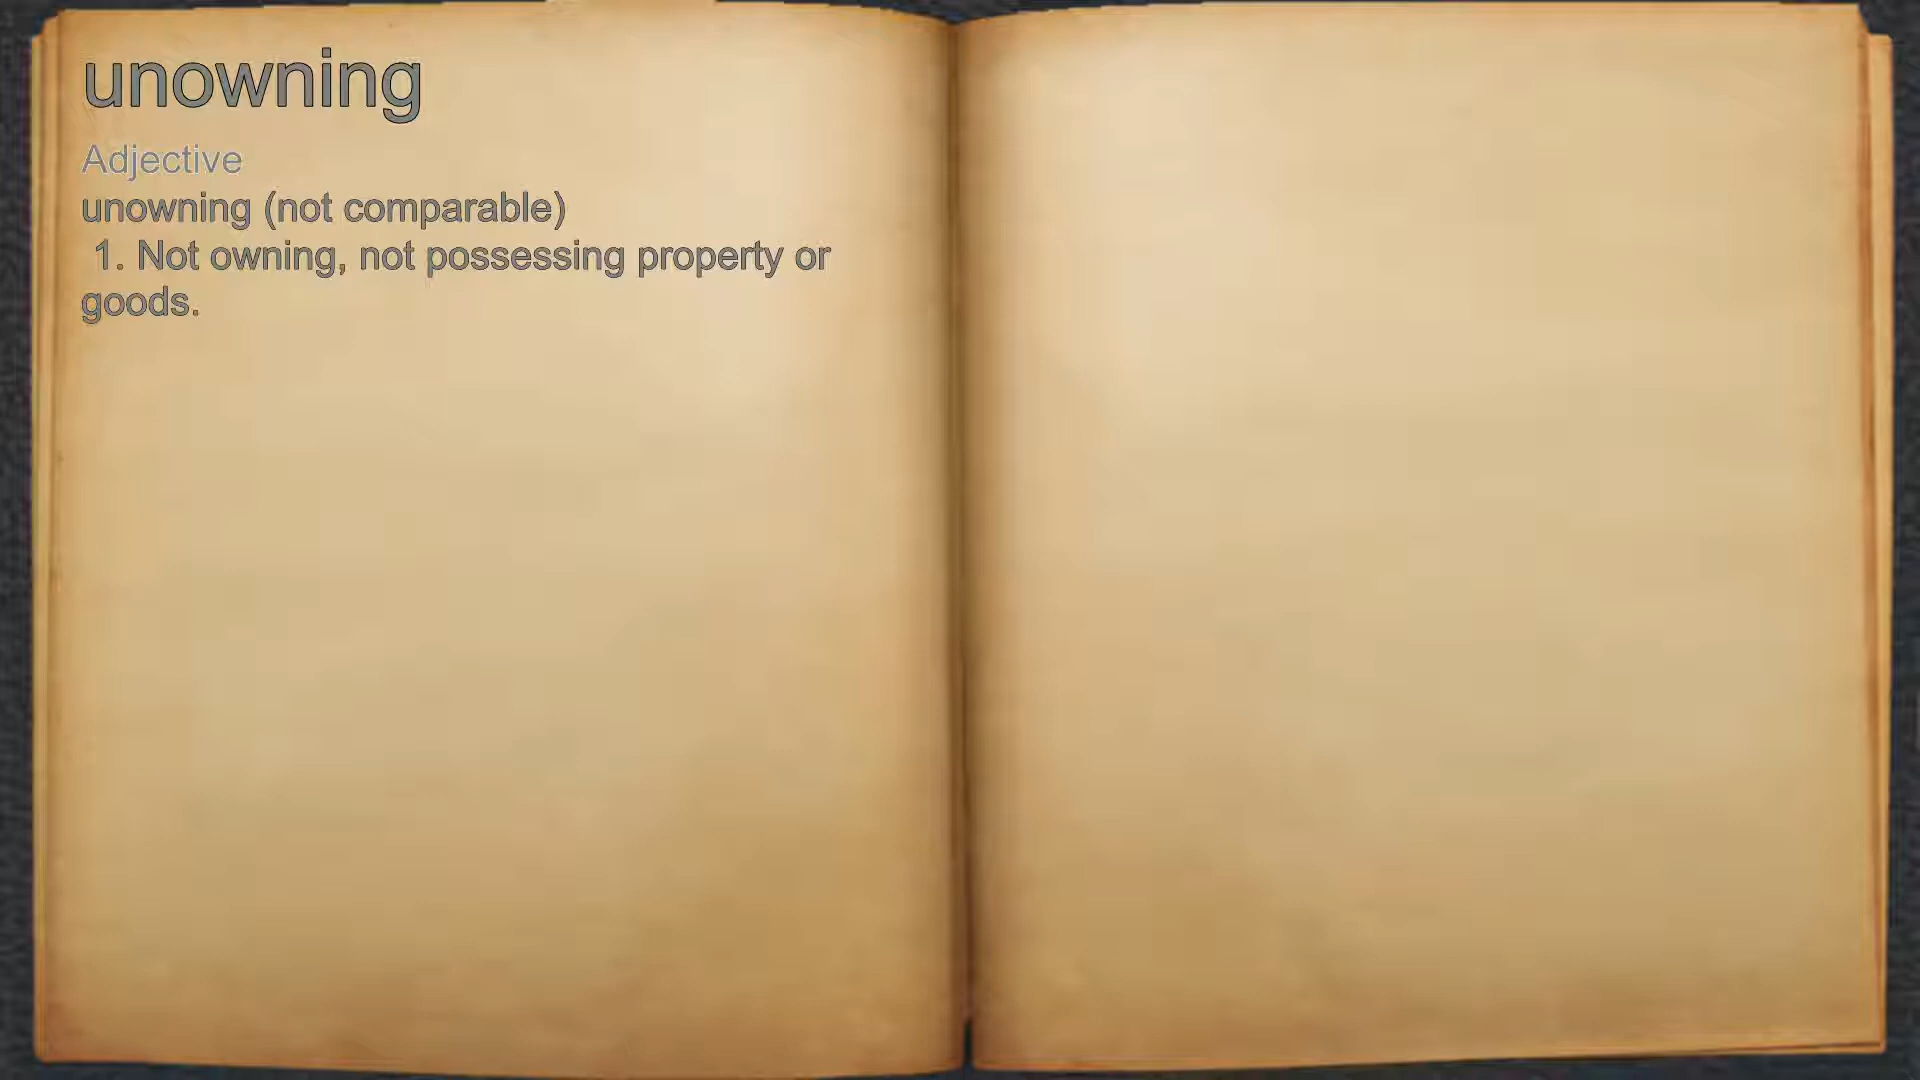 unowning
Adjective
unowning (not comparable)
1. Not owning, not possessing property or
goods.